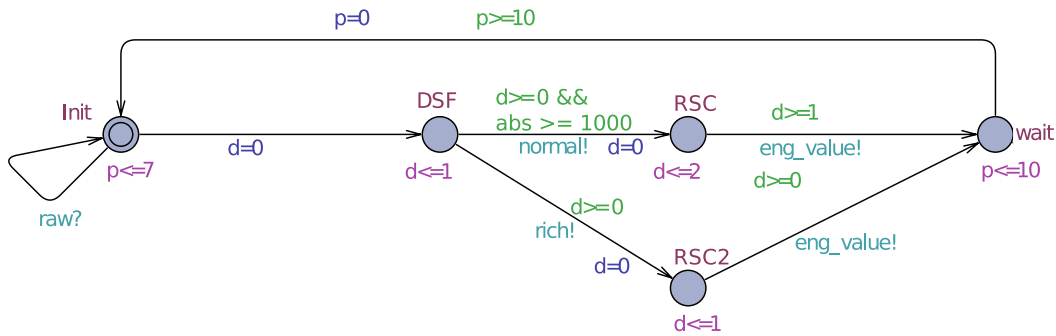 p=0
p>=10
Init
p<=7
raw?
d=0
DSF
d<=1
d>=0 &&
abs >= 1000
normal!
d=0
RSC
d<=2
d>=1
eng_value!
wait
p<=10
d>=0
rich!
d=0
RSC2
d<=1
d>=0
eng_value!